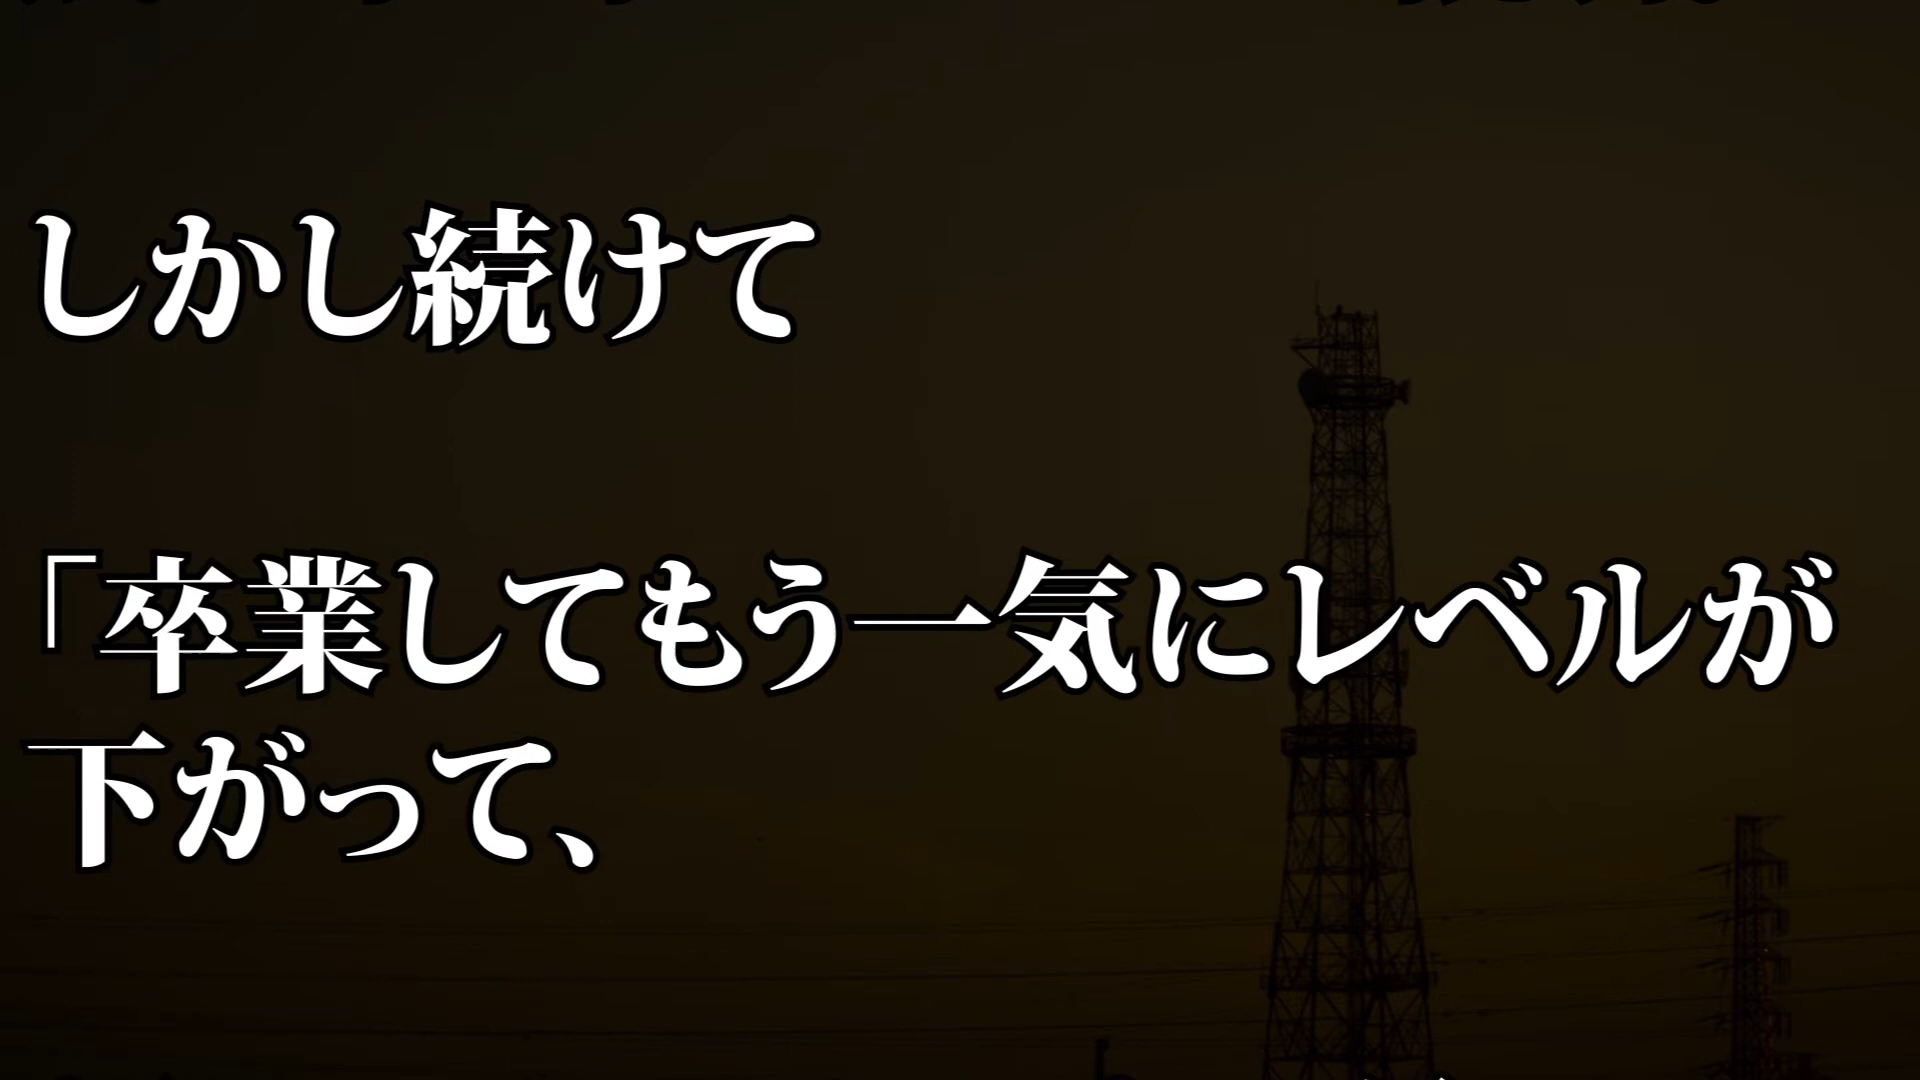 しかし続けて
「卒業してもう一気にレベルが
下がって、